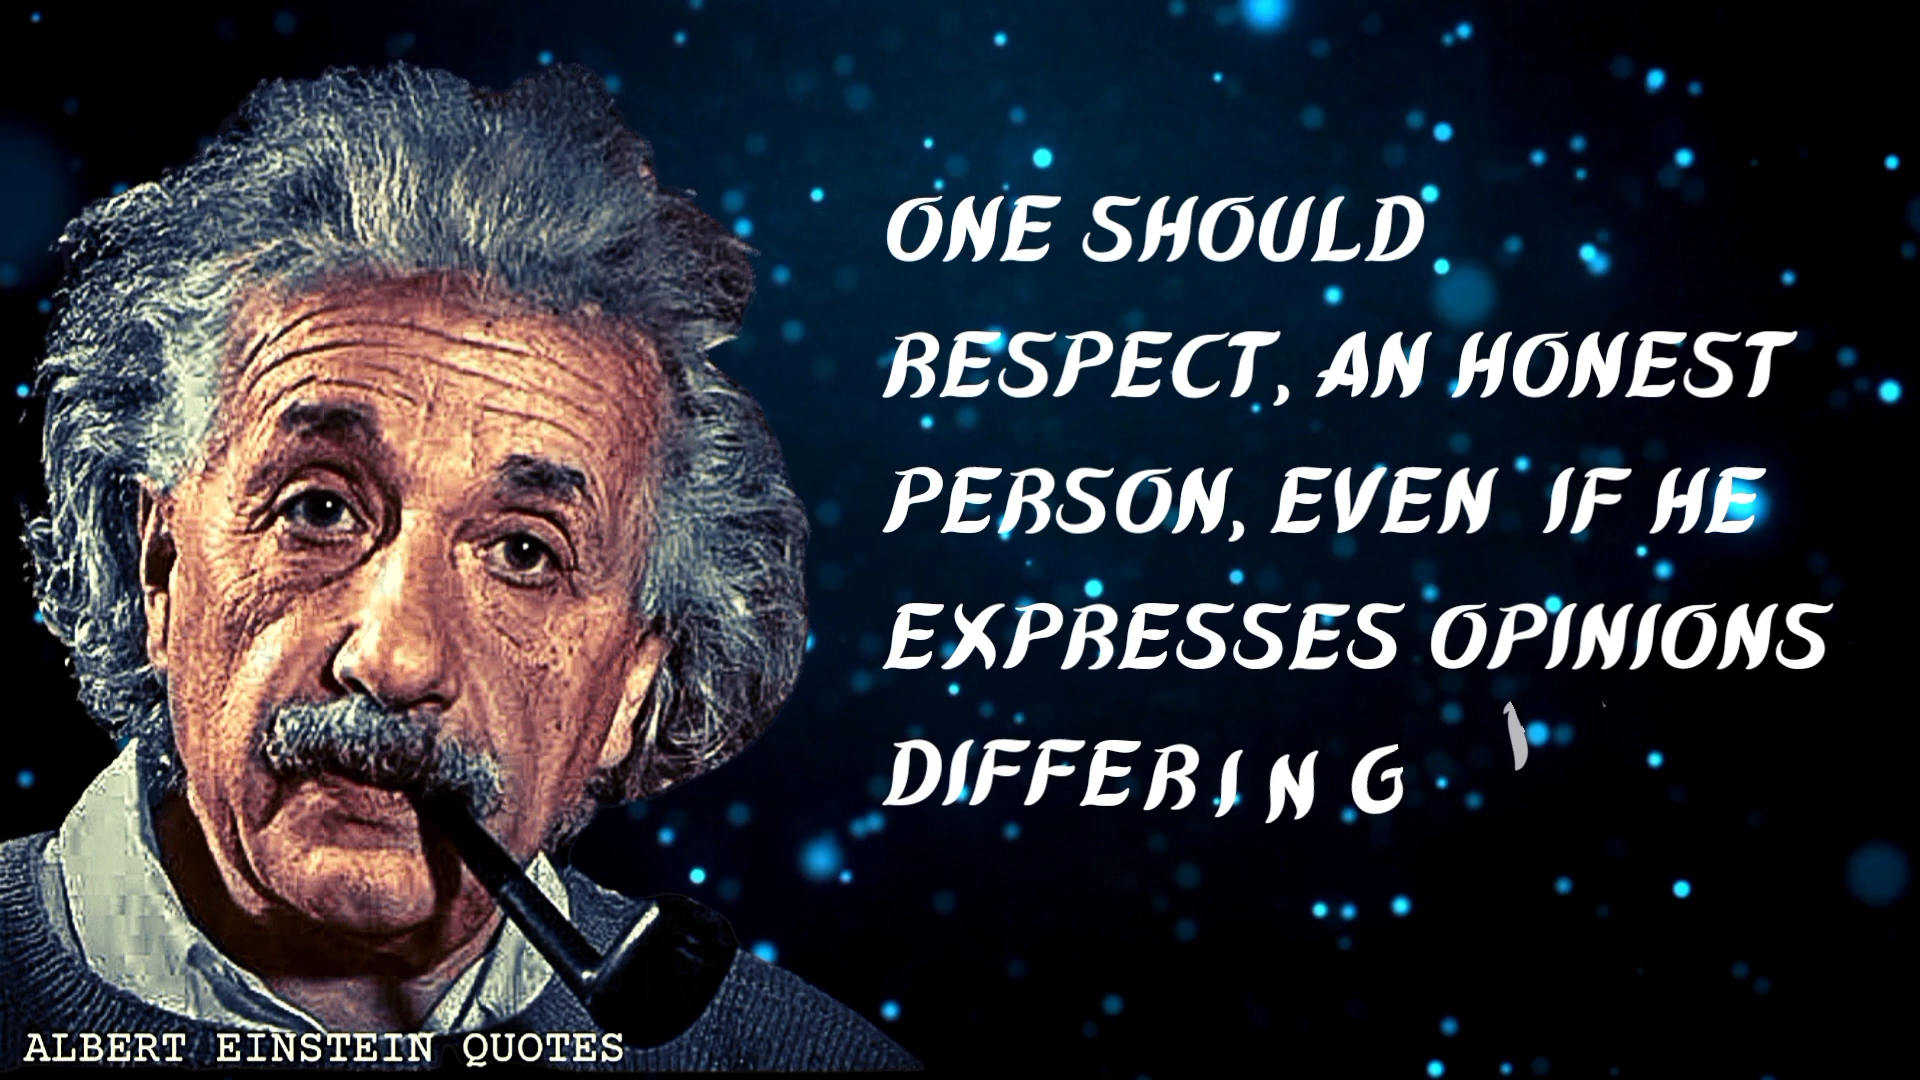 ONE SHOULD
RESPECT, AN HONEST
PERSON, EVEN IF HE
EXPRESSES OPINIONS
DIFFERING
ALBERT EINSTEIN QUOTES